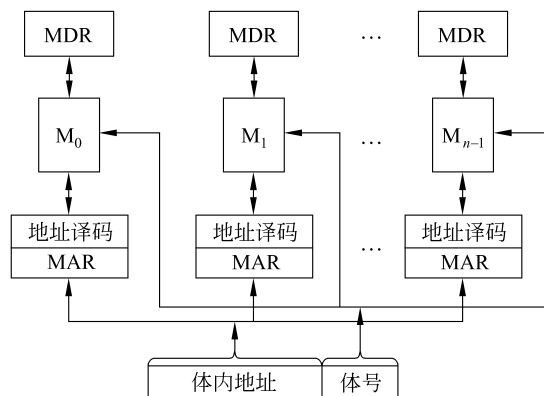 MDR MDR … MDR
M₀ M₁ … Mₙ₋₁
地址译码 地址译码 … 地址译码
MAR MAR MAR
体内地址 体号